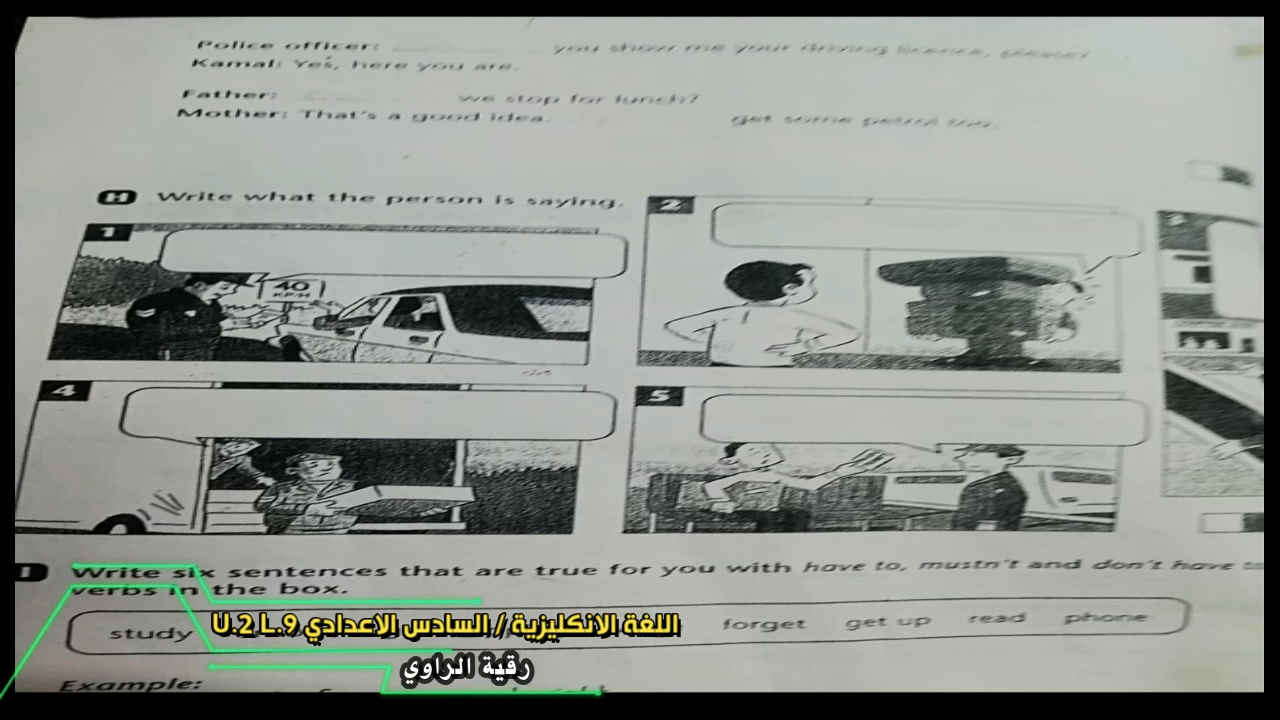 Police officer: you show me your driving licence, please?
Kamal: Yes, here you are.
Father: we stop for lunch?
Mother: That's a good idea. get some petrol too.
H Write what the person is saying.
1
2
3
40
KP/H
4
5
I Write six sentences that are true for you with have to, mustn't and don't have to
verbs in the box.
study forget get up read phone
اللغة الانكليزية / السادس الاعدادي U.2 L.9
رقية الراوي
Example: